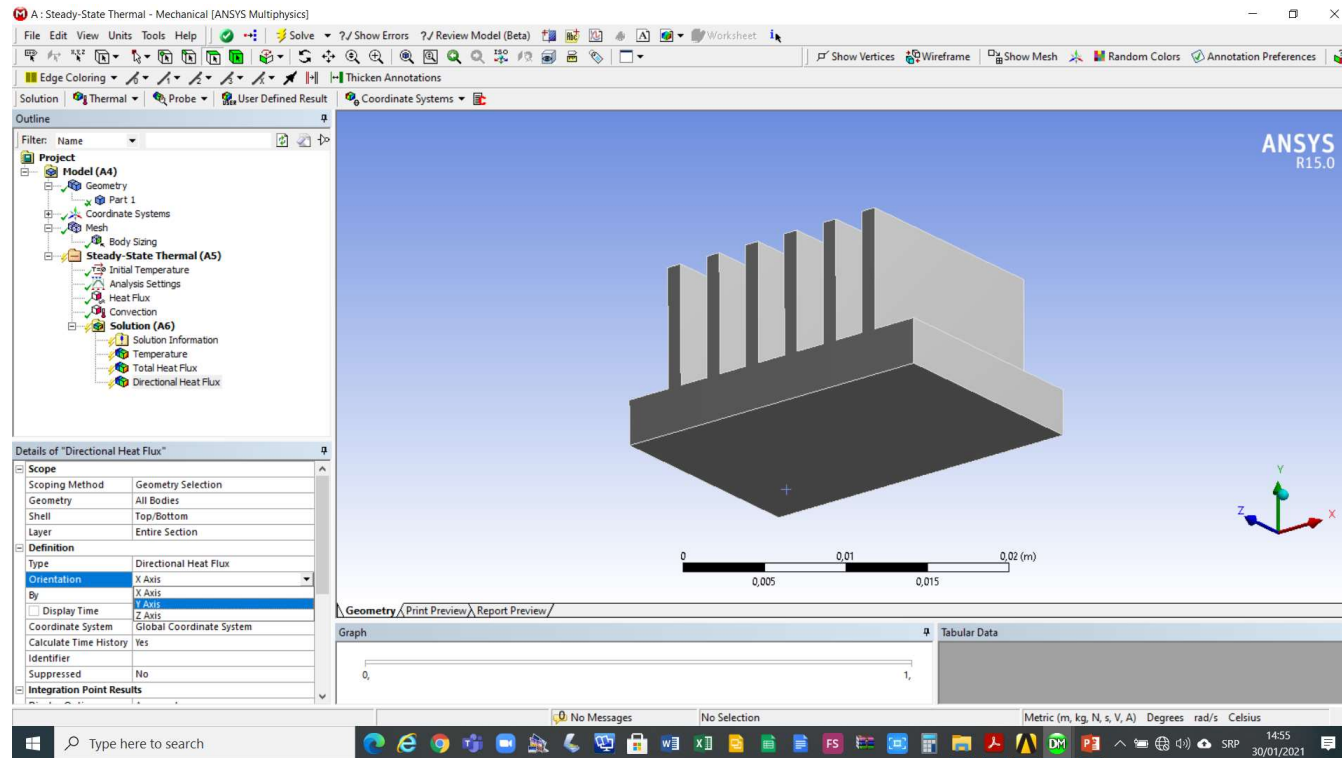 A : Steady-State Thermal - Mechanical [ANSYS Multiphysics]
File Edit View Units Tools Help Solve ?/ Show Errors ?/ Review Model (Beta) A Worksheet
Show Vertices Wireframe Show Mesh Random Colors Annotation Preferences
Edge Coloring Thicken Annotations
Solution Thermal Probe User Defined Result Coordinate Systems
Outline
Filter: Name
Project
Model (A4)
Geometry
Part 1
Coordinate Systems
Mesh
Body Sizing
Steady-State Thermal (A5)
Initial Temperature
Analysis Settings
Heat Flux
Convection
Solution (A6)
Solution Information
Temperature
Total Heat Flux
Directional Heat Flux
ANSYS
R15.0
Y
Z
X
0 0,01 0,02 (m)
0,005 0,015
Details of "Directional Heat Flux"
Scope
Scoping Method Geometry Selection
Geometry All Bodies
Shell Top/Bottom
Layer Entire Section
Definition
Type Directional Heat Flux
Orientation X Axis
By X Axis
Display Time Y Axis
Z Axis
Coordinate System Global Coordinate System
Calculate Time History Yes
Identifier
Suppressed No
Integration Point Results
Geometry Print Preview Report Preview
Graph
0, 1,
Tabular Data
0 No Messages No Selection Metric (m, kg, N, s, V, A) Degrees rad/s Celsius
Type here to search
FS
DM
SRP
14:55
30/01/2021